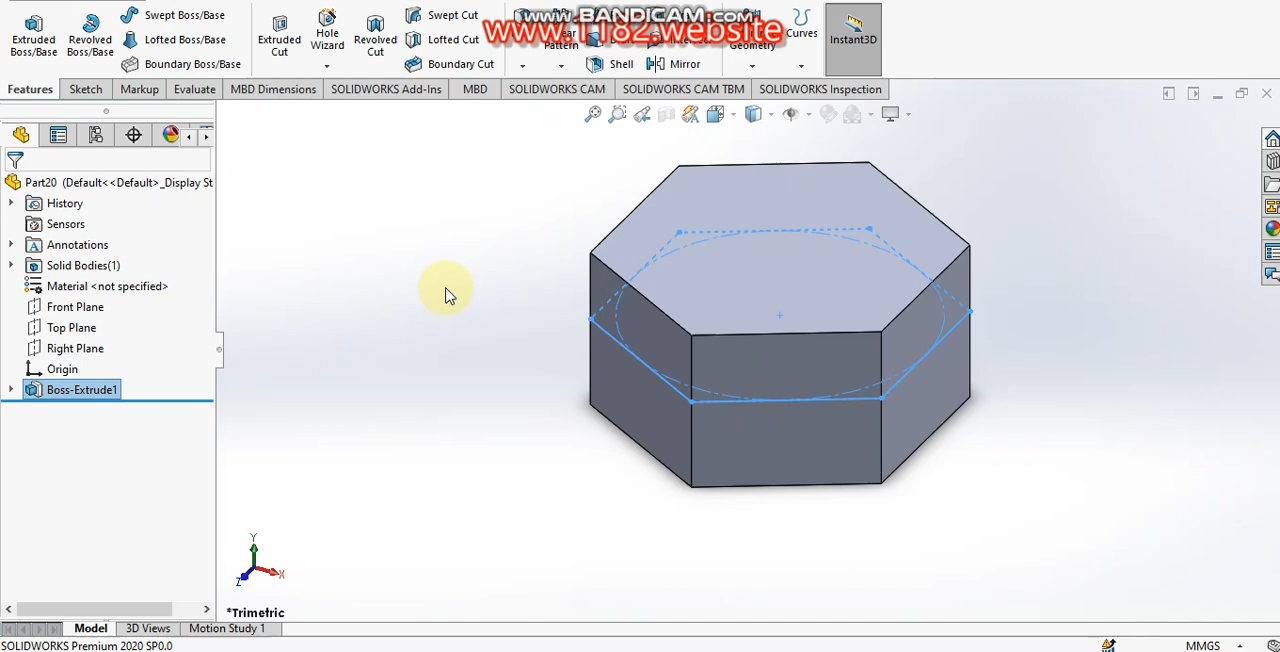 www.BANDICAM.com
www.1182.website
Extruded Boss/Base
Revolved Boss/Base
Swept Boss/Base
Lofted Boss/Base
Boundary Boss/Base
Extruded Cut
Hole Wizard
Revolved Cut
Swept Cut
Lofted Cut
Boundary Cut
Pattern
Shell
Mirror
Geometry
Curves
Instant3D
Features Sketch Markup Evaluate MBD Dimensions SOLIDWORKS Add-Ins MBD SOLIDWORKS CAM SOLIDWORKS CAM TBM SOLIDWORKS Inspection
Part20 (Default<<Default>_Display St
History
Sensors
A Annotations
Solid Bodies(1)
Material <not specified>
Front Plane
Top Plane
Right Plane
Origin
Boss-Extrude1
Y
Z X
*Trimetric
Model 3D Views Motion Study 1
SOLIDWORKS Premium 2020 SP0.0 MMGS